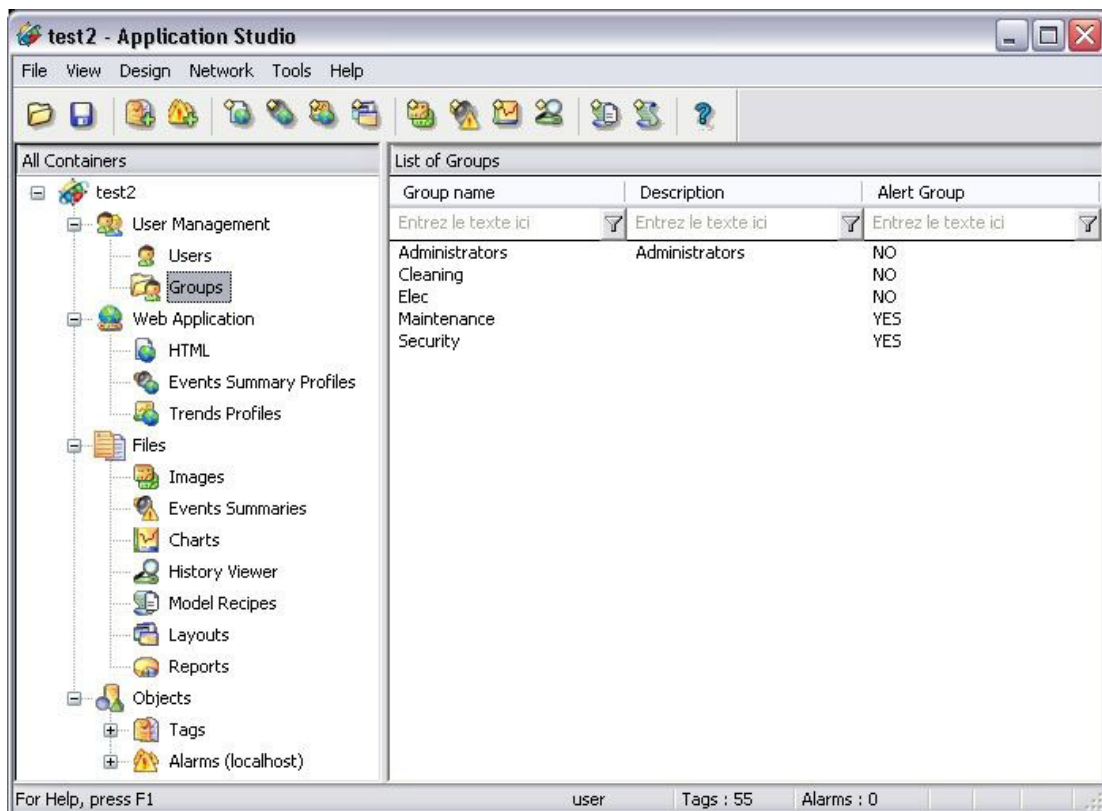 test2 - Application Studio
File View Design Network Tools Help
All Containers
test2
User Management
Users
Groups
Web Application
HTML
Events Summary Profiles
Trends Profiles
Files
Images
Events Summaries
Charts
History Viewer
Model Recipes
Layouts
Reports
Objects
Tags
Alarms (localhost)
List of Groups
Group name Description Alert Group
Entrez le texte ici Entrez le texte ici Entrez le texte ici
Administrators Administrators NO
Cleaning NO
Elec NO
Maintenance YES
Security YES
For Help, press F1 user Tags : 55 Alarms : 0